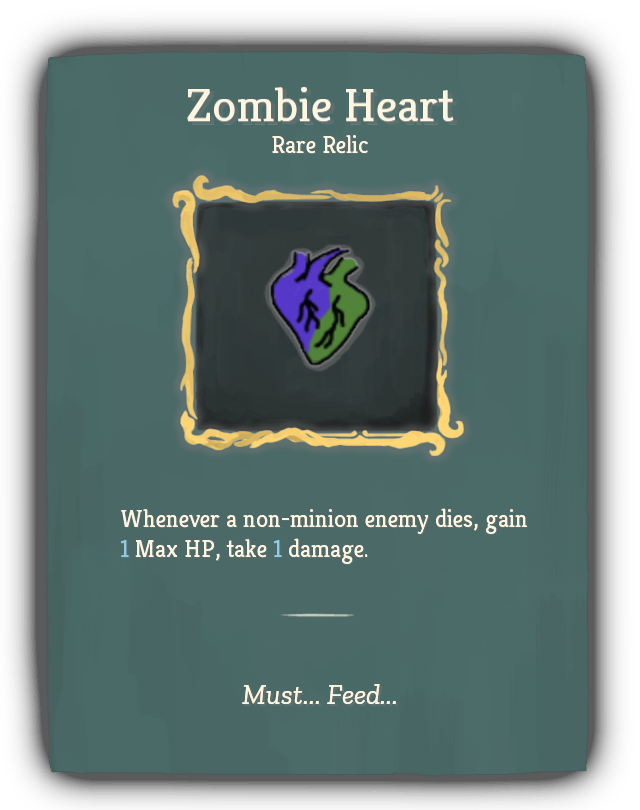 Zombie Heart
Rare Relic
Whenever a non-minion enemy dies, gain
1 Max HP, take 1 damage.
Must... Feed...